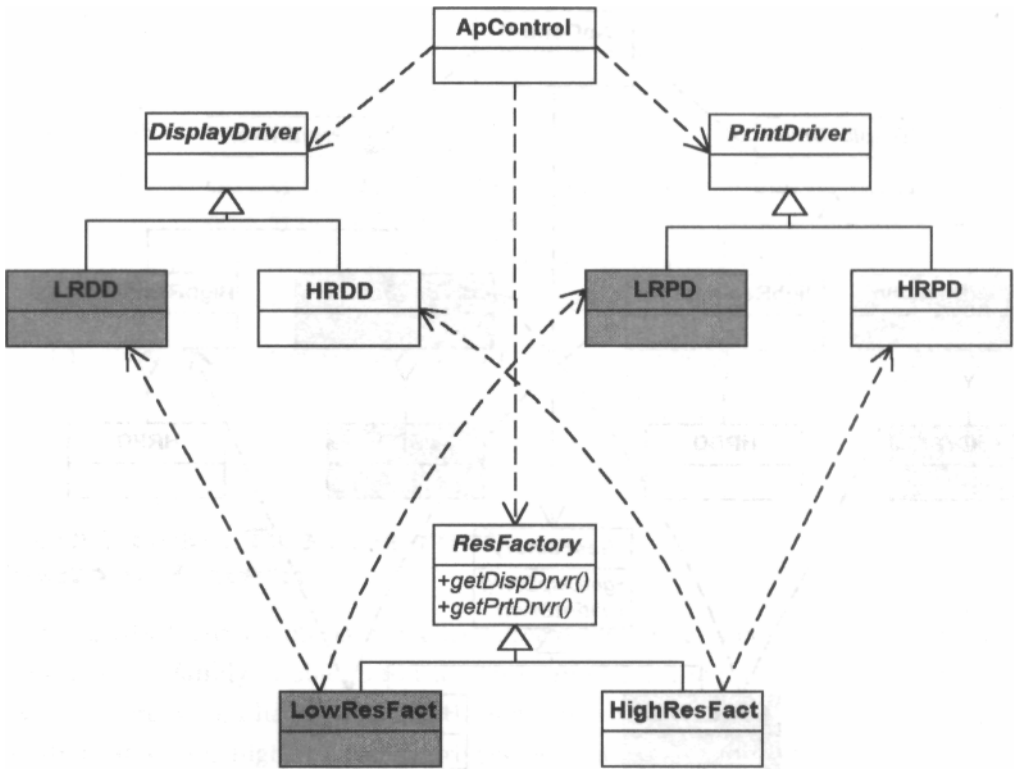 ApControl
DisplayDriver
PrintDriver
LRDD
HRDD
LRPD
HRPD
ResFactory
+getDispDrvr()
+getPrtDrvr()
LowResFact
HighResFact